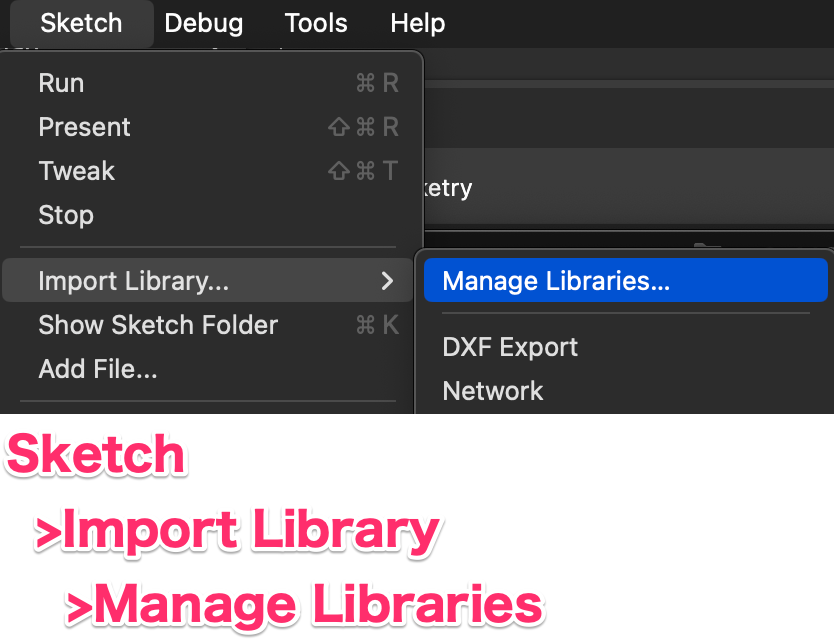 Sketch Debug Tools Help
Run ⌘ R
Present ⇧ ⌘ R
Tweak ⇧ ⌘ T
ketry
Stop
Import Library... >
Manage Libraries...
Show Sketch Folder ⌘ K
DXF Export
Add File...
Network
Sketch
>Import Library
>Manage Libraries